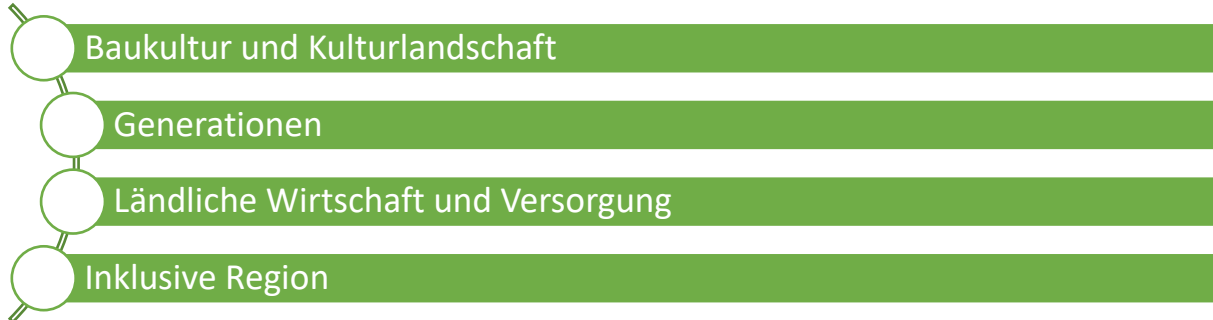 Baukultur und Kulturlandschaft
Generationen
Ländliche Wirtschaft und Versorgung
Inklusive Region